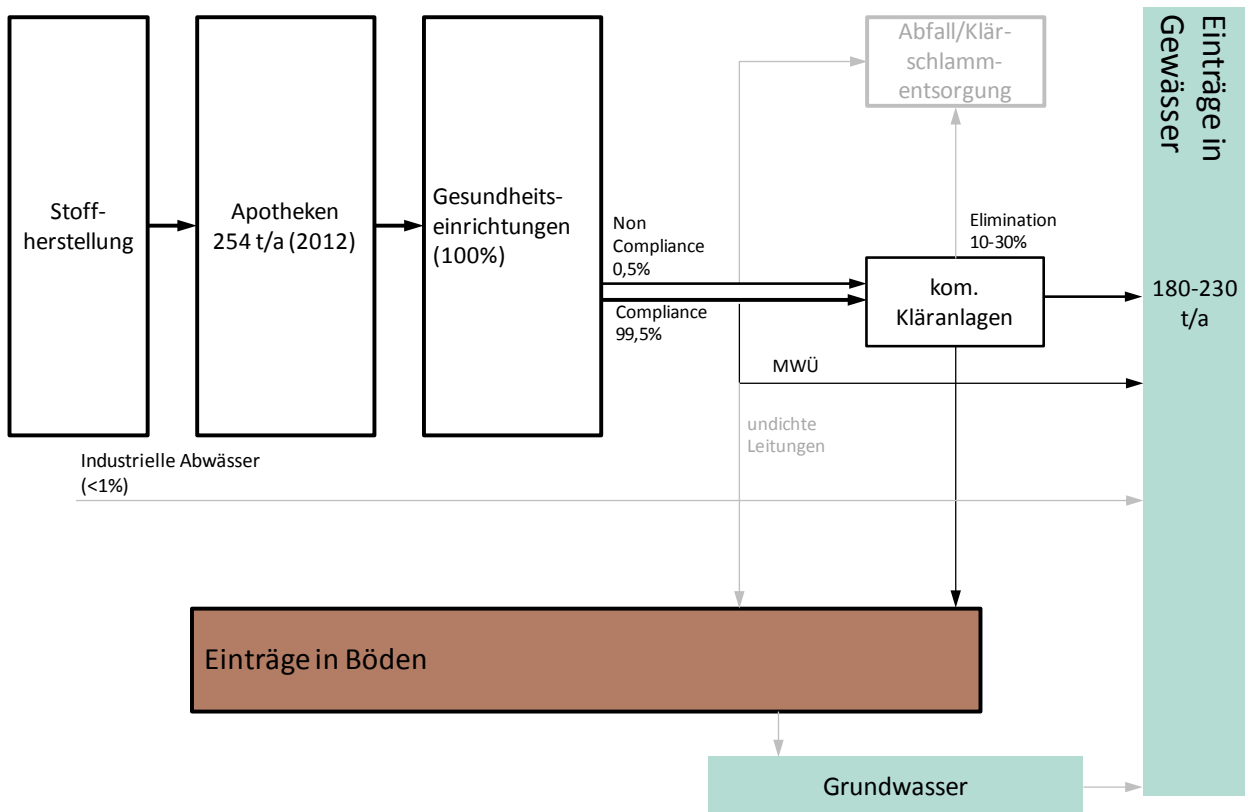 Stoff-
herstellung
Apotheken
254 t/a (2012)
Gesundheits-
einrichtungen
(100%)
Non
Compliance
0,5%
Compliance
99,5%
Abfall/Klär-
schlamm-
entsorgung
Elimination
10-30%
kom.
Kläranlagen
MWÜ
undichte
Leitungen
Einträge in
Gewässer
180-230
t/a
Industrielle Abwässer
(<1%)
Einträge in Böden
Grundwasser